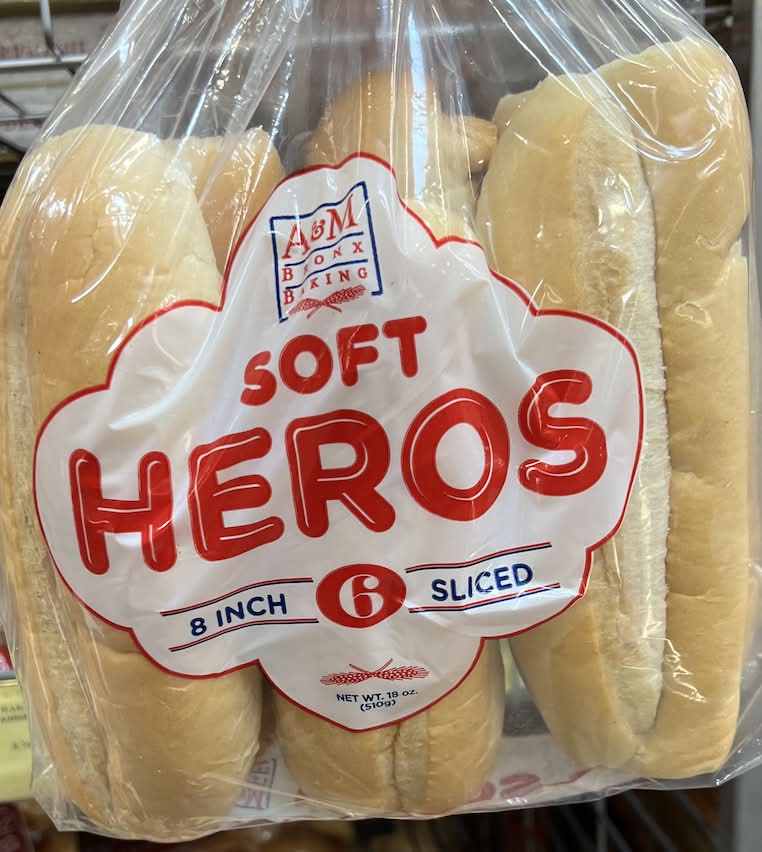 A&M
BRONX
BAKING
SOFT
HEROS
8 INCH 6 SLICED
NET WT. 18 oz.
(510g)